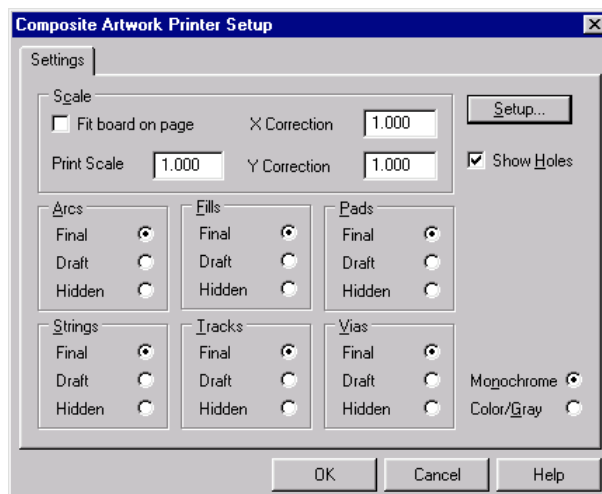 Composite Artwork Printer Setup
Settings
Scale
Fit board on page
X Correction 1.000
Print Scale 1.000
Y Correction 1.000
Setup...
Show Holes
Arcs
Final
Draft
Hidden
Fills
Final
Draft
Hidden
Pads
Final
Draft
Hidden
Strings
Final
Draft
Hidden
Tracks
Final
Draft
Hidden
Vias
Final
Draft
Hidden
Monochrome
Color/Gray
OK
Cancel
Help